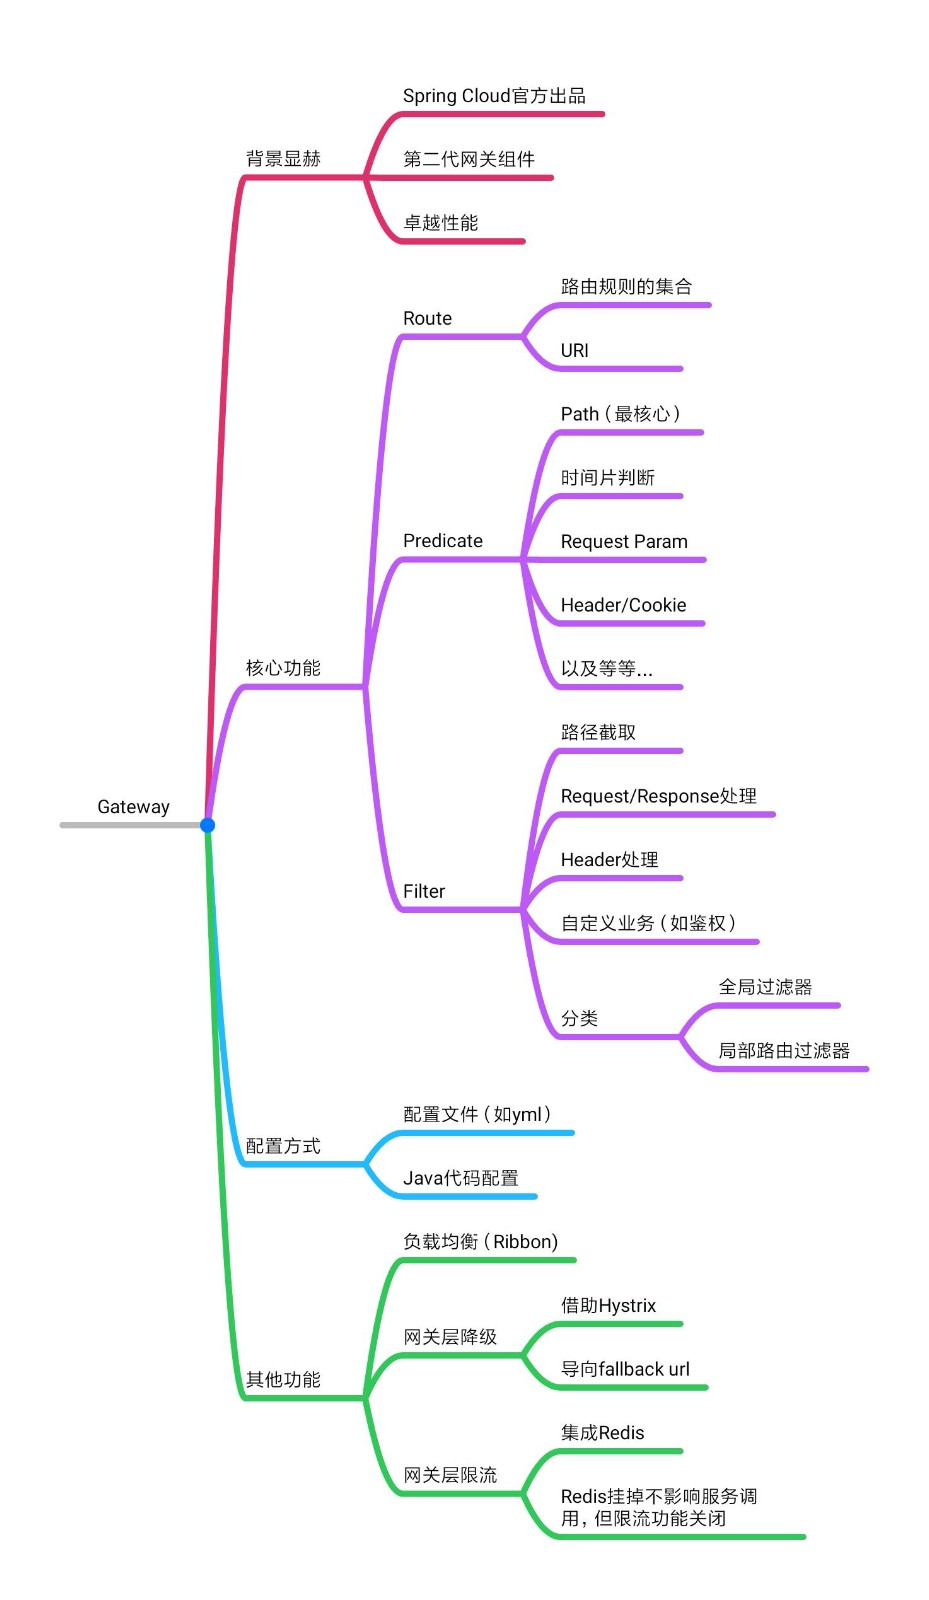 Spring Cloud官方出品
背景显赫
第二代网关组件
卓越性能
路由规则的集合
Route
URI
Path（最核心）
时间片判断
Predicate
Request Param
Header/Cookie
核心功能
以及等等...
路径截取
Request/Response处理
Gateway
Header处理
Filter
自定义业务（如鉴权）
全局过滤器
分类
局部路由过滤器
配置文件（如yml）
配置方式
Java代码配置
负载均衡（Ribbon)
借助Hystrix
网关层降级
导向fallback url
其他功能
集成Redis
网关层限流
Redis挂掉不影响服务调
用，但限流功能关闭